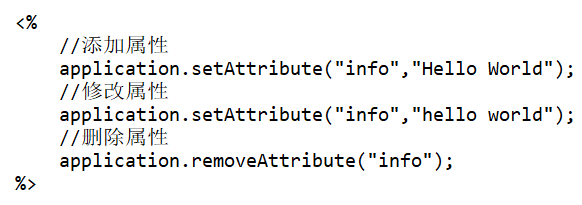 <%
//添加属性
application.setAttribute("info","Hello World");
//修改属性
application.setAttribute("info","hello world");
//删除属性
application.removeAttribute("info");
%>